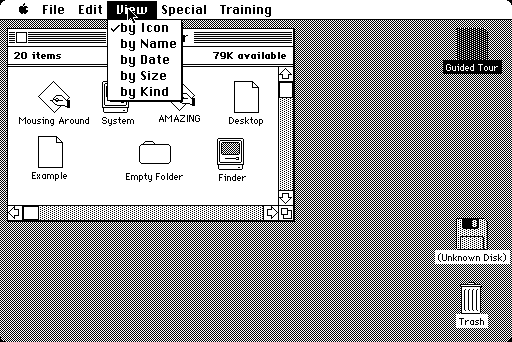 File Edit View Special Training
by Icon
by Name
by Date
by Size
by Kind
20 items
79K available
Mousing Around
System
AMAZING
Desktop
Example
Empty Folder
Finder
Guided Tour
(Unknown Disk)
Trash